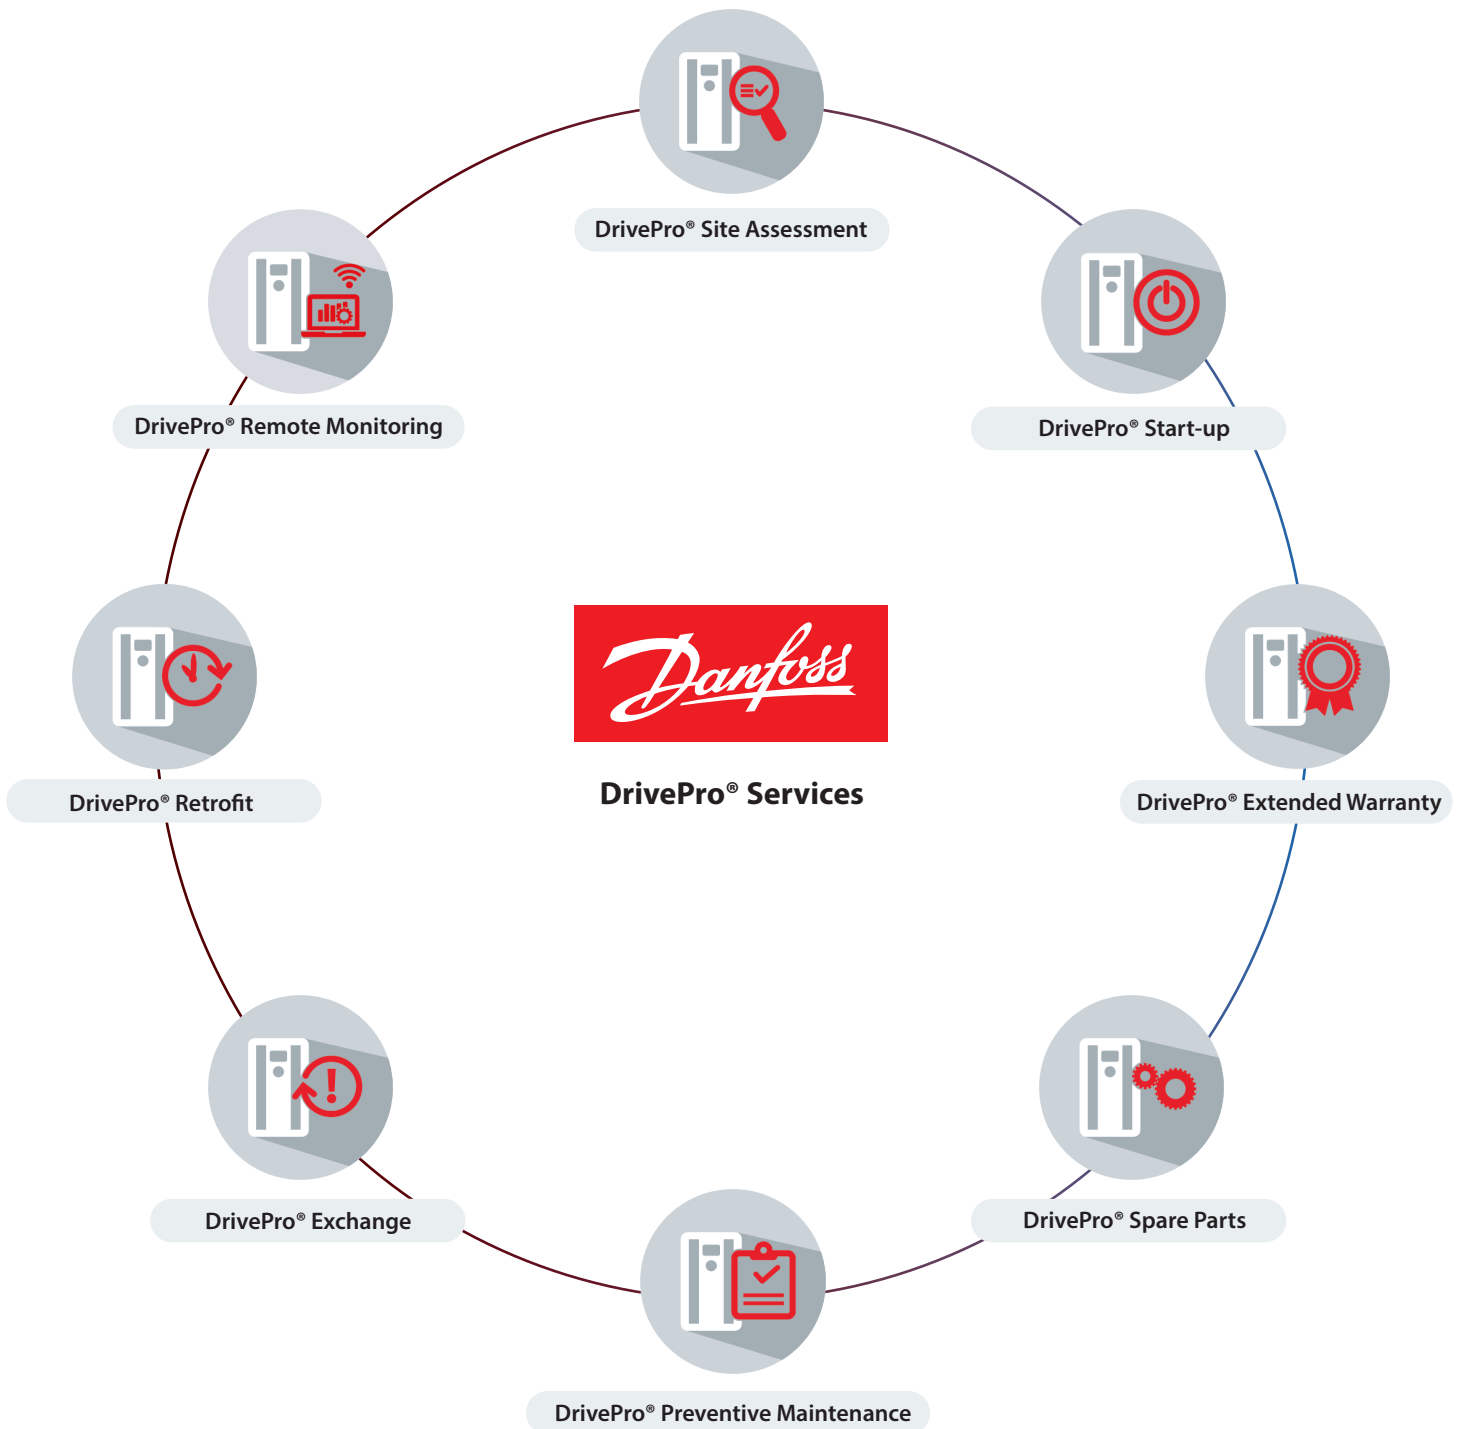 DrivePro® Site Assessment
DrivePro® Remote Monitoring
DrivePro® Start-up
Danfoss
DrivePro® Services
DrivePro® Retrofit
DrivePro® Extended Warranty
DrivePro® Exchange
DrivePro® Spare Parts
DrivePro® Preventive Maintenance